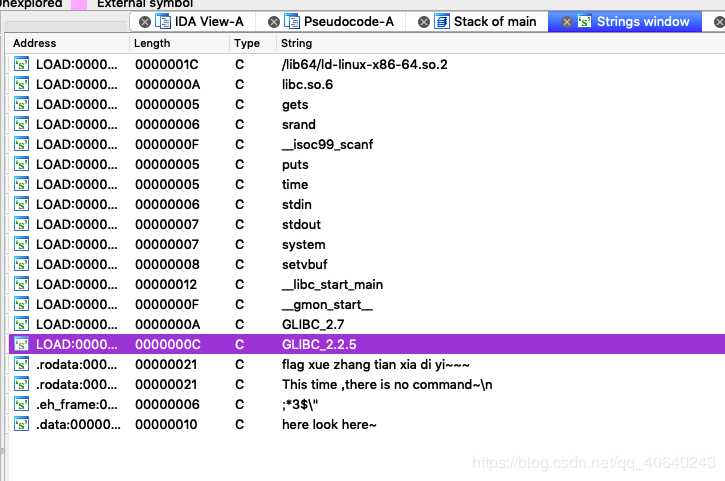 nexplored External symbol
IDA View-A Pseudocode-A Stack of main Strings window
Address Length Type String
LOAD:0000... 0000001C C /lib64/ld-linux-x86-64.so.2
LOAD:0000... 0000000A C libc.so.6
LOAD:0000... 00000005 C gets
LOAD:0000... 00000006 C srand
LOAD:0000... 0000000F C __isoc99_scanf
LOAD:0000... 00000005 C puts
LOAD:0000... 00000005 C time
LOAD:0000... 00000006 C stdin
LOAD:0000... 00000007 C stdout
LOAD:0000... 00000007 C system
LOAD:0000... 00000008 C setvbuf
LOAD:0000... 00000012 C __libc_start_main
LOAD:0000... 0000000F C __gmon_start__
LOAD:0000... 0000000A C GLIBC_2.7
LOAD:0000... 0000000C C GLIBC_2.2.5
.rodata:000... 00000021 C flag xue zhang tian xia di yi~~~
.rodata:000... 00000021 C This time ,there is no command~\n
.eh_frame:0... 00000006 C ;*3$\"
.data:00000... 00000010 C here look here~
https://blog.csdn.net/qq_40640243